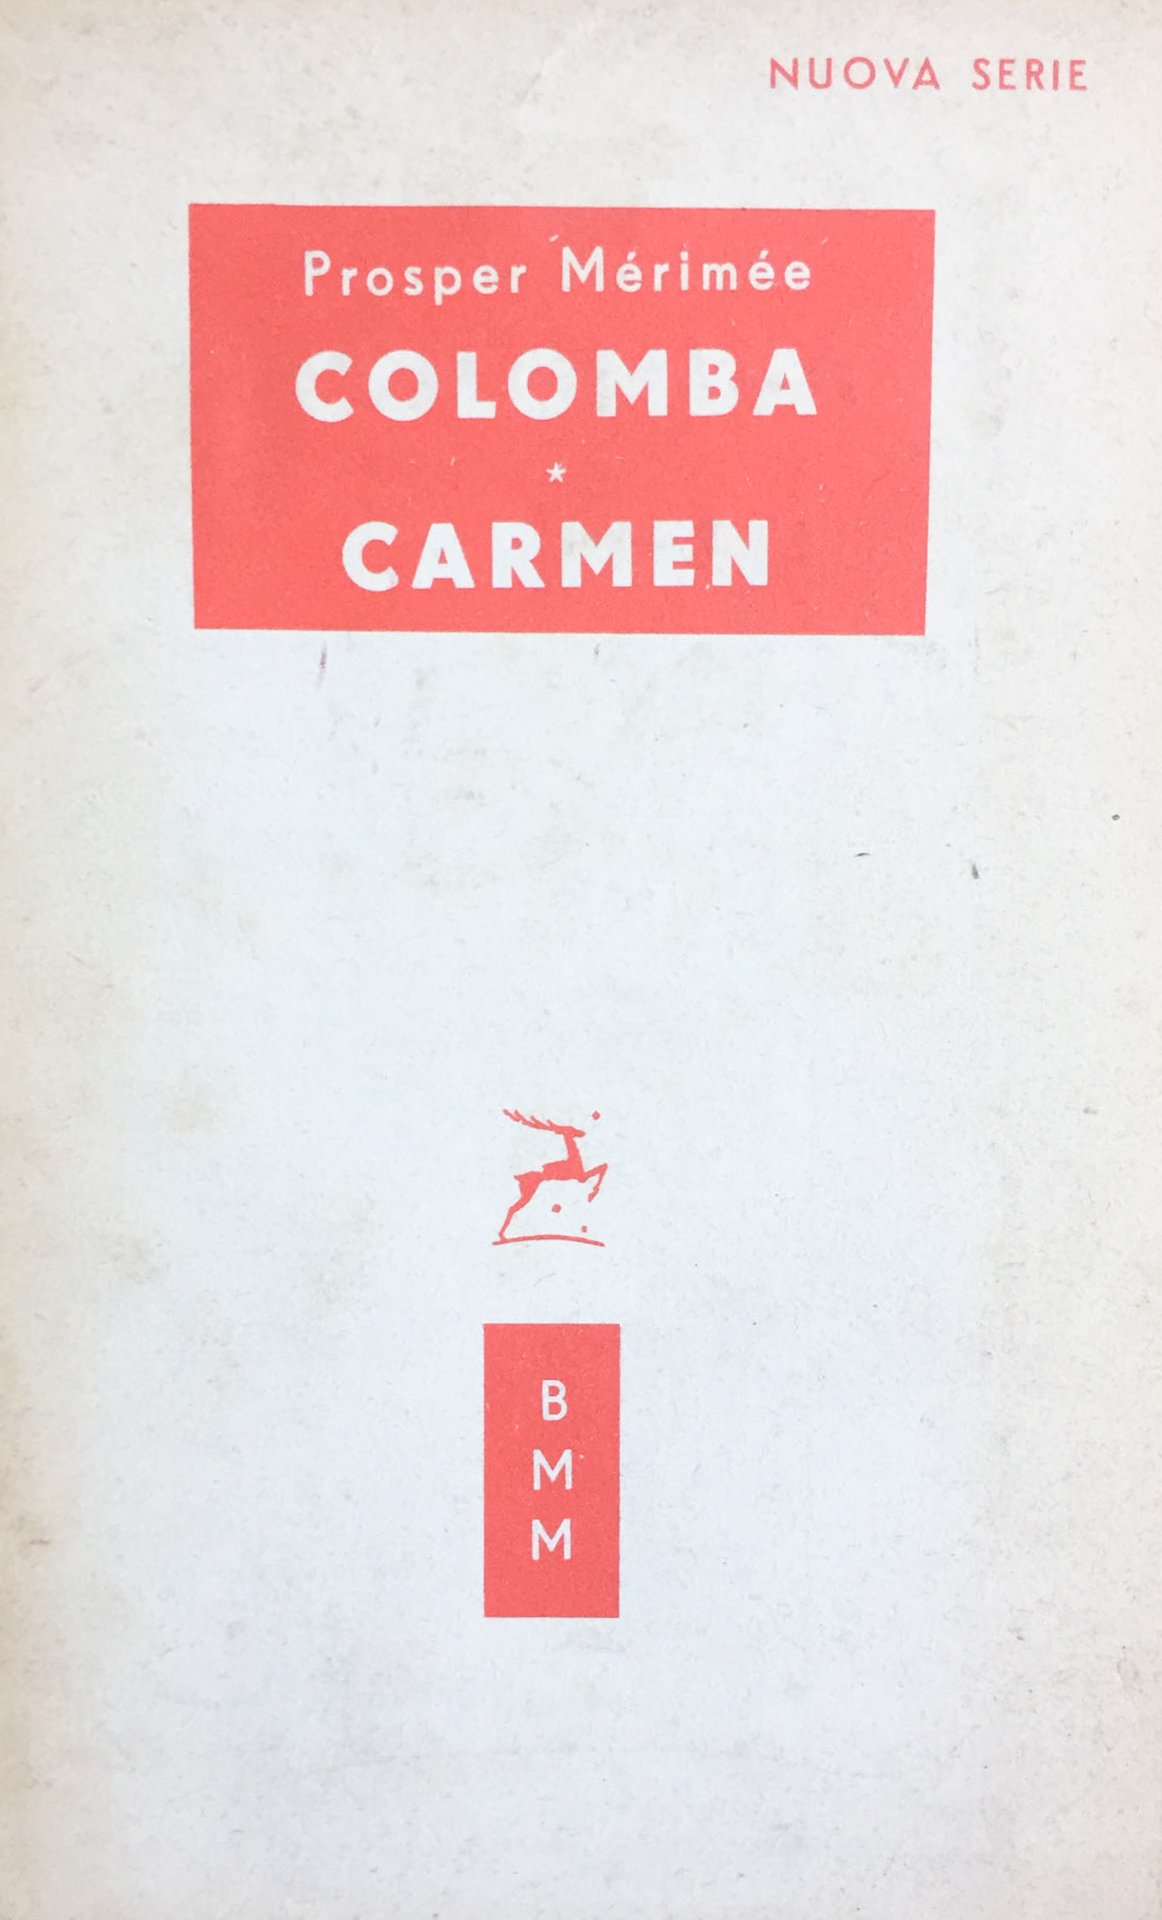 NUOVA SERIE
Prosper Mérimée
COLOMBA
*
CARMEN
B
M
M